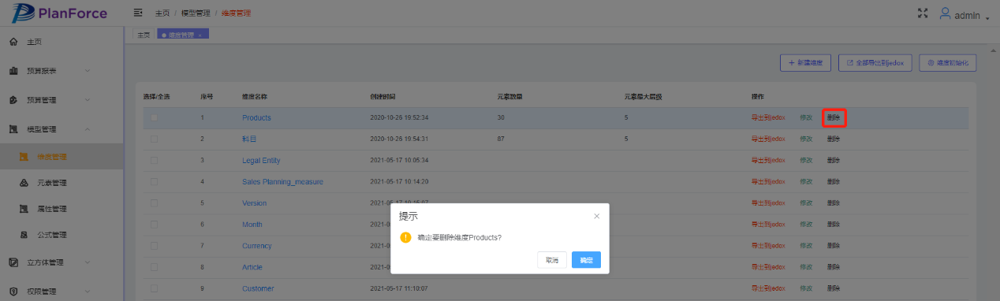 PlanForce
主页 / 模型管理 / 维度管理
admin
主页
维度管理 ×
主页
预算报表
预算管理
模型管理
维度管理
元素管理
属性管理
公式管理
立方体管理
权限管理
+ 新建维度 全部导出到jedox 维度初始化
选择/全选 序号 维度名称 创建时间 元素数量 元素最大层级 操作
1 Products 2020-10-26 19:52:34 30 5 导出到jedox 修改 删除
2 科目 2020-10-26 19:54:31 87 5 导出到jedox 修改 删除
3 Legal Entity 2021-05-17 10:05:34 导出到jedox 修改 删除
4 Sales Planning_measure 2021-05-17 10:14:20 导出到jedox 修改 删除
5 Version 导出到jedox 修改 删除
6 Month 导出到jedox 修改 删除
7 Currency 导出到jedox 修改 删除
8 Article 导出到jedox 修改 删除
9 Customer 2021-05-17 11:10:07 导出到jedox 修改 删除
提示 ×
确定要删除维度Products?
取消 确定